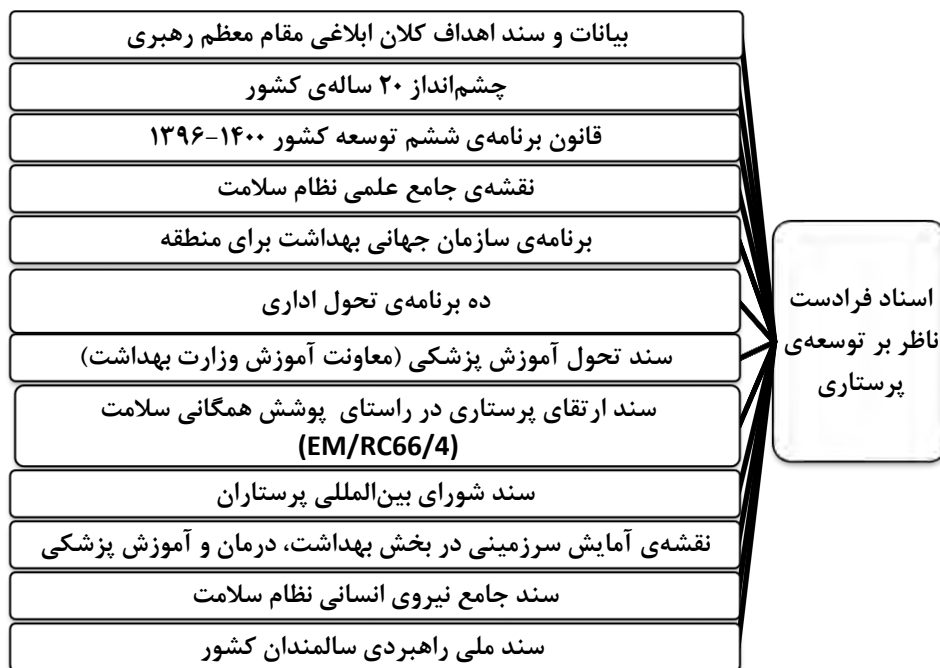 بیانات و سند اهداف کلان ابلاغی مقام معظم رهبری
چشم‌انداز ۲۰ ساله‌ی کشور
قانون برنامه‌ی ششم توسعه کشور ۱۴۰۰-۱۳۹۶
نقشه‌ی جامع علمی نظام سلامت
برنامه‌ی سازمان جهانی بهداشت برای منطقه
ده برنامه‌ی تحول اداری
سند تحول آموزش پزشکی (معاونت آموزش وزارت بهداشت)
سند ارتقای پرستاری در راستای پوشش همگانی سلامت
(EM/RC66/4)
سند شورای بین‌المللی پرستاران
نقشه‌ی آمایش سرزمینی در بخش بهداشت، درمان و آموزش پزشکی
سند جامع نیروی انسانی نظام سلامت
سند ملی راهبردی سالمندان کشور
اسناد فرادست
ناظر بر توسعه‌ی
پرستاری